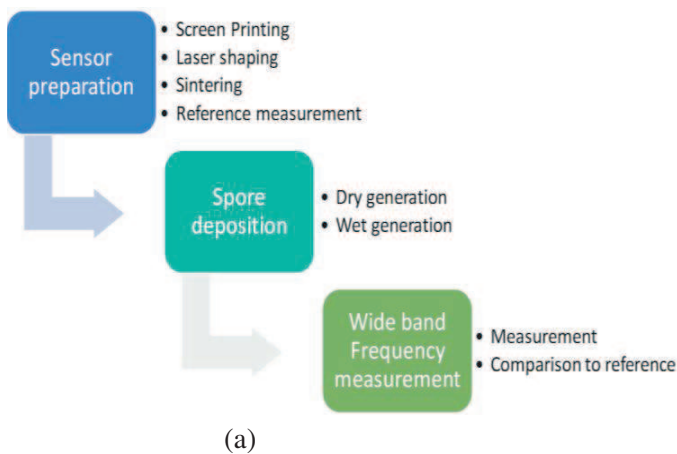 Sensor
preparation
• Screen Printing
• Laser shaping
• Sintering
• Reference measurement
Spore
deposition
• Dry generation
• Wet generation
Wide band
Frequency
measurement
• Measurement
• Comparison to reference
(a)